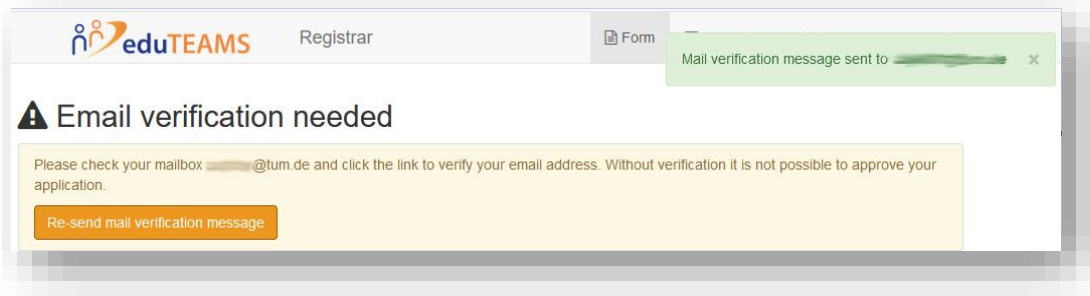 eduTEAMS Registrar Form
Mail verification message sent to
Email verification needed
Please check your mailbox @tum.de and click the link to verify your email address. Without verification it is not possible to approve your
application.
Re-send mail verification message